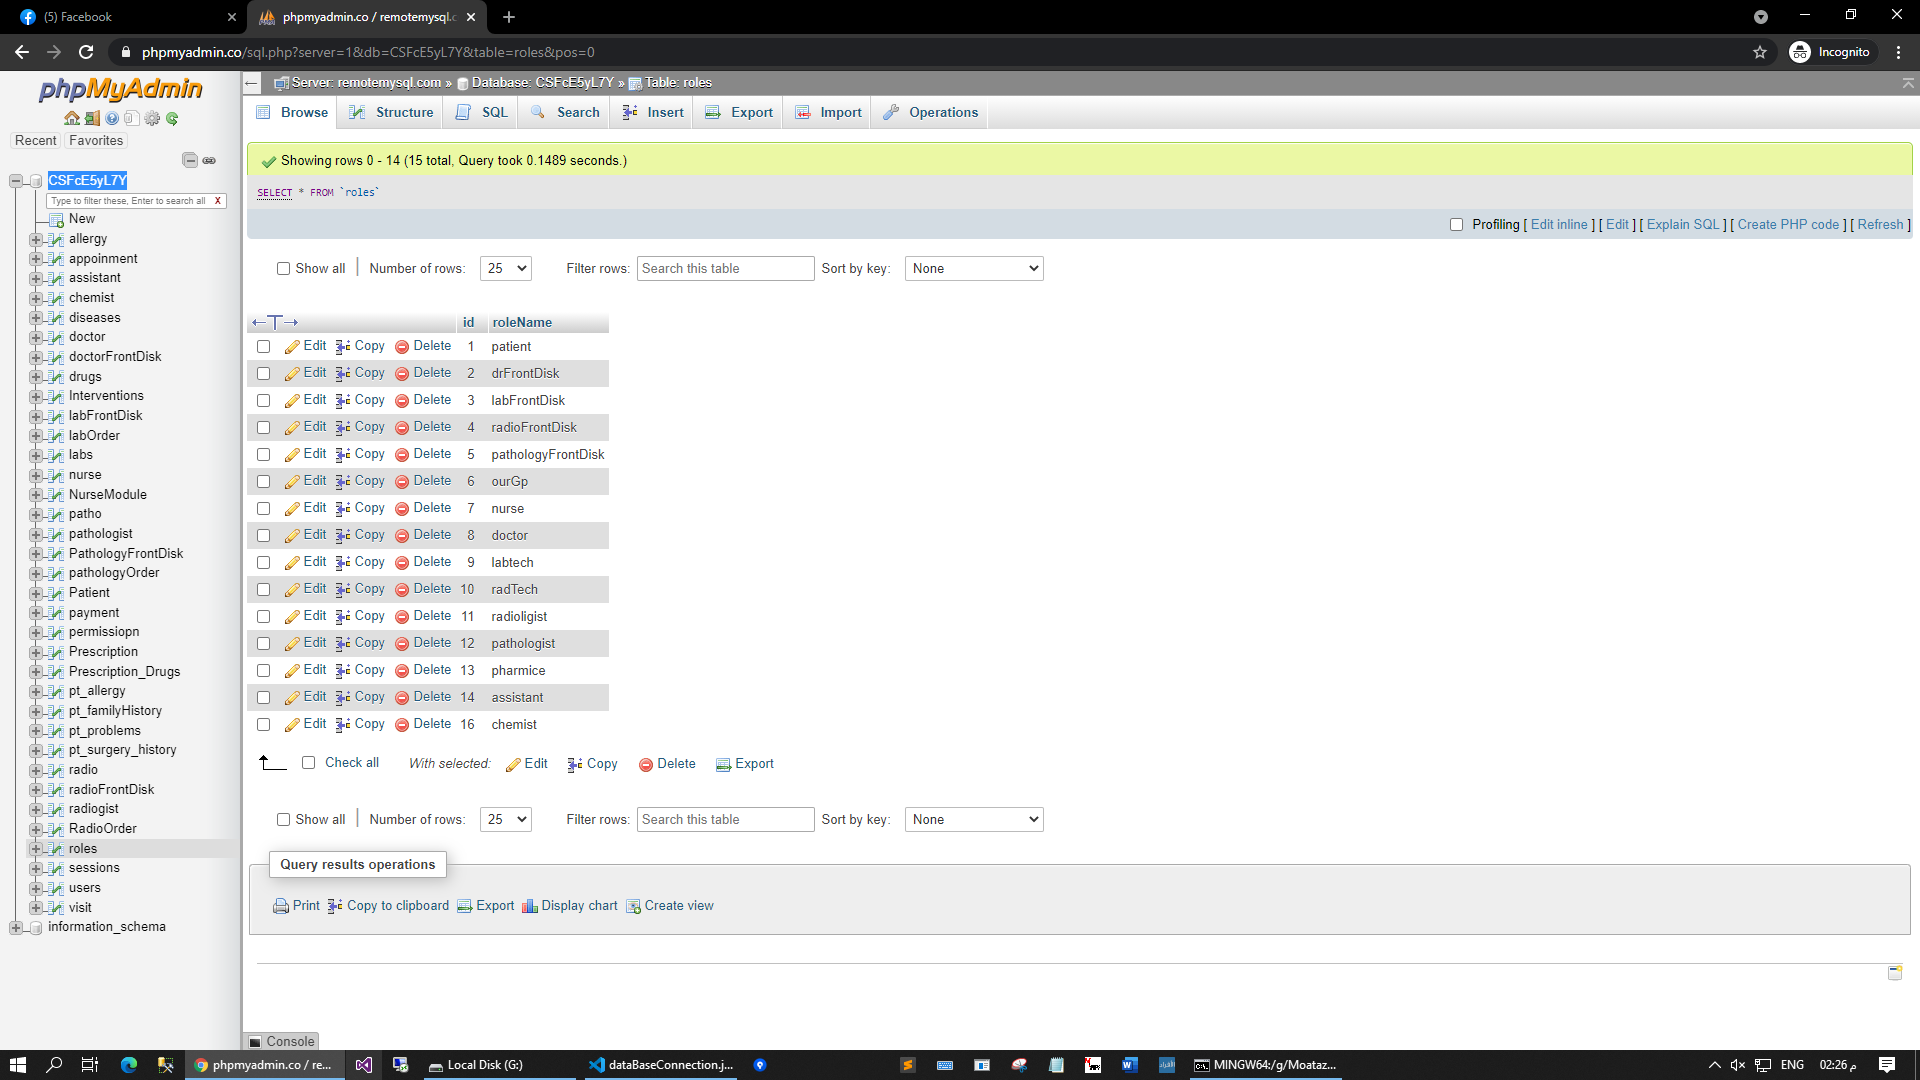 (5) Facebook
phpmyadmin.co / remotemysql.c
phpmyadmin.co/sql.php?server=1&db=CSFcE5yL7Y&table=roles&pos=0
Incognito
phpMyAdmin
Recent Favorites
CSFcE5yL7Y
Type to filter these, Enter to search all X
New
allergy
appoinment
assistant
chemist
diseases
doctor
doctorFrontDisk
drugs
Interventions
labFrontDisk
labOrder
labs
nurse
NurseModule
patho
pathologist
PathologyFrontDisk
pathologyOrder
Patient
payment
permissiopn
Prescription
Prescription_Drugs
pt_allergy
pt_familyHistory
pt_problems
pt_surgery_history
radio
radioFrontDisk
radiogist
RadioOrder
roles
sessions
users
visit
information_schema
Server: remotemysql.com » Database: CSFcE5yL7Y » Table: roles
Browse Structure SQL Search Insert Export Import Operations
Showing rows 0 - 14 (15 total, Query took 0.1489 seconds.)
SELECT * FROM `roles`
Profiling [ Edit inline ] [ Edit ] [ Explain SQL ] [ Create PHP code ] [ Refresh ]
Show all Number of rows: 25 Filter rows: Search this table Sort by key: None
←T→ id roleName
Edit Copy Delete 1 patient
Edit Copy Delete 2 drFrontDisk
Edit Copy Delete 3 labFrontDisk
Edit Copy Delete 4 radioFrontDisk
Edit Copy Delete 5 pathologyFrontDisk
Edit Copy Delete 6 ourGp
Edit Copy Delete 7 nurse
Edit Copy Delete 8 doctor
Edit Copy Delete 9 labtech
Edit Copy Delete 10 radTech
Edit Copy Delete 11 radioligist
Edit Copy Delete 12 pathologist
Edit Copy Delete 13 pharmice
Edit Copy Delete 14 assistant
Edit Copy Delete 16 chemist
Check all With selected: Edit Copy Delete Export
Show all Number of rows: 25 Filter rows: Search this table Sort by key: None
Query results operations
Print Copy to clipboard Export Display chart Create view
Console
phpmyadmin.co / re...
Local Disk (G:)
dataBaseConnection.j...
MINGW64:/g/Moataz...
ENG
02:26 م